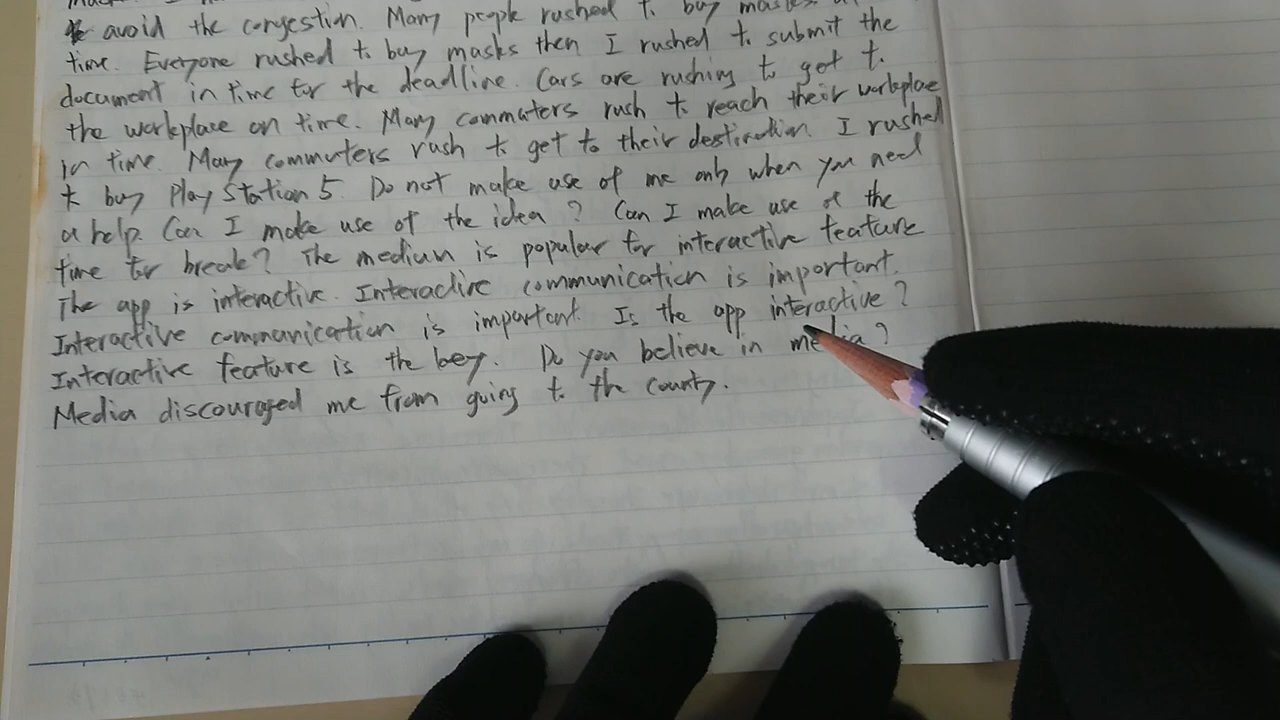 to avoid the congestion. Many people rushed to buy masks
time. Everyone rushed to buy masks then I rushed to submit the
document in time for the deadline. Cars are rushing to get to
the workplace on time. Many commuters rush to reach their workplace
in time. Many commuters rush to get to their destination. I rushed
to buy PlayStation 5. Do not make use of me only when you need
a help. Can I make use of the idea? Can I make use of the
time for break? The medium is popular for interactive feature
The app is interactive. Interactive communication is important.
Interactive communication is important. Is the app interactive?
Interactive feature is the key. Do you believe in media?
Media discouraged me from going to the country.